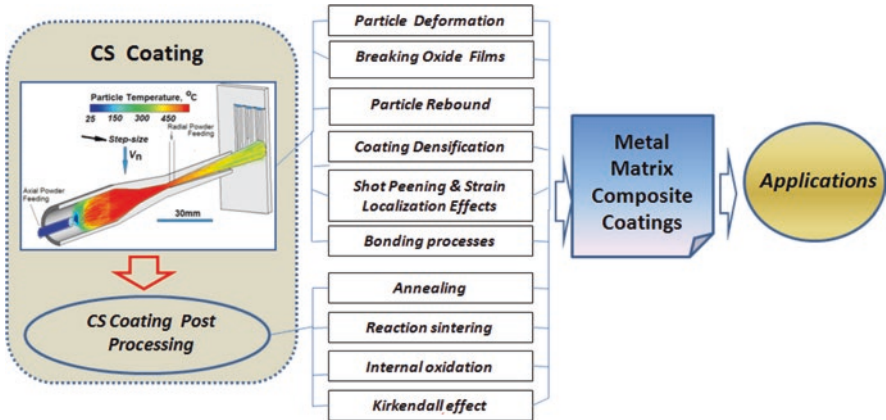 CS Coating
Particle Temperature, °C
25 150 300 450
Radial Powder
Feeding
Step-size
Vn
Axial Powder
Feeding
30mm
CS Coating Post
Processing
Particle Deformation
Breaking Oxide Films
Particle Rebound
Coating Densification
Shot Peening & Strain
Localization Effects
Bonding processes
Annealing
Reaction sintering
Internal oxidation
Kirkendall effect
Metal
Matrix
Composite
Coatings
Applications